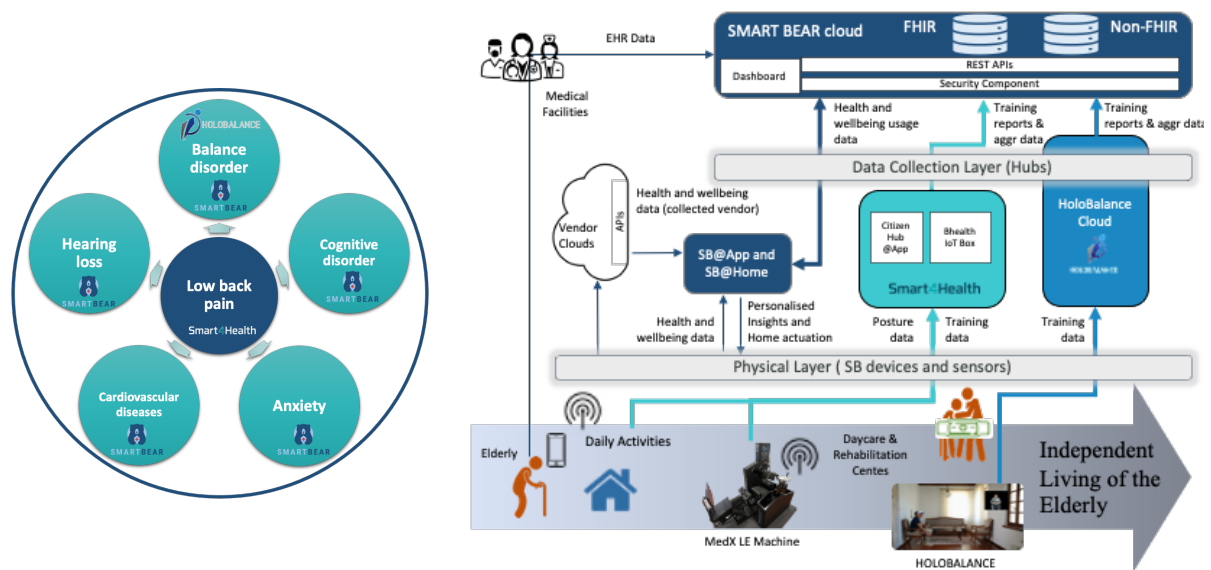 HOLOBALANCE
Balance
disorder
SMARTBEAR
Hearing
loss
SMARTBEAR
Cognitive
disorder
SMARTBEAR
Low back
pain
Smart4Health
Cardiovascular
diseases
SMARTBEAR
Anxiety
SMARTBEAR
EHR Data
Medical
Facilities
SMART BEAR cloud
FHIR
Non-FHIR
Dashboard
REST APIs
Security Component
Health and
wellbeing usage
data
Training
reports &
aggr data
Training
reports & aggr data
Data Collection Layer (Hubs)
Vendor
Clouds
APIs
Health and wellbeing
data (collected vendor)
SB@App and
SB@Home
Citizen
Hub
@App
Bhealth
IoT Box
Smart4Health
HoloBalance
Cloud
HOLOBALANCE
Health and
wellbeing data
Personalised
Insights and
Home actuation
Posture
data
Training
data
Training
data
Physical Layer ( SB devices and sensors)
Elderly
Daily Activities
MedX LE Machine
Daycare &
Rehabilitation
Centes
HOLOBALANCE
Independent
Living of the
Elderly